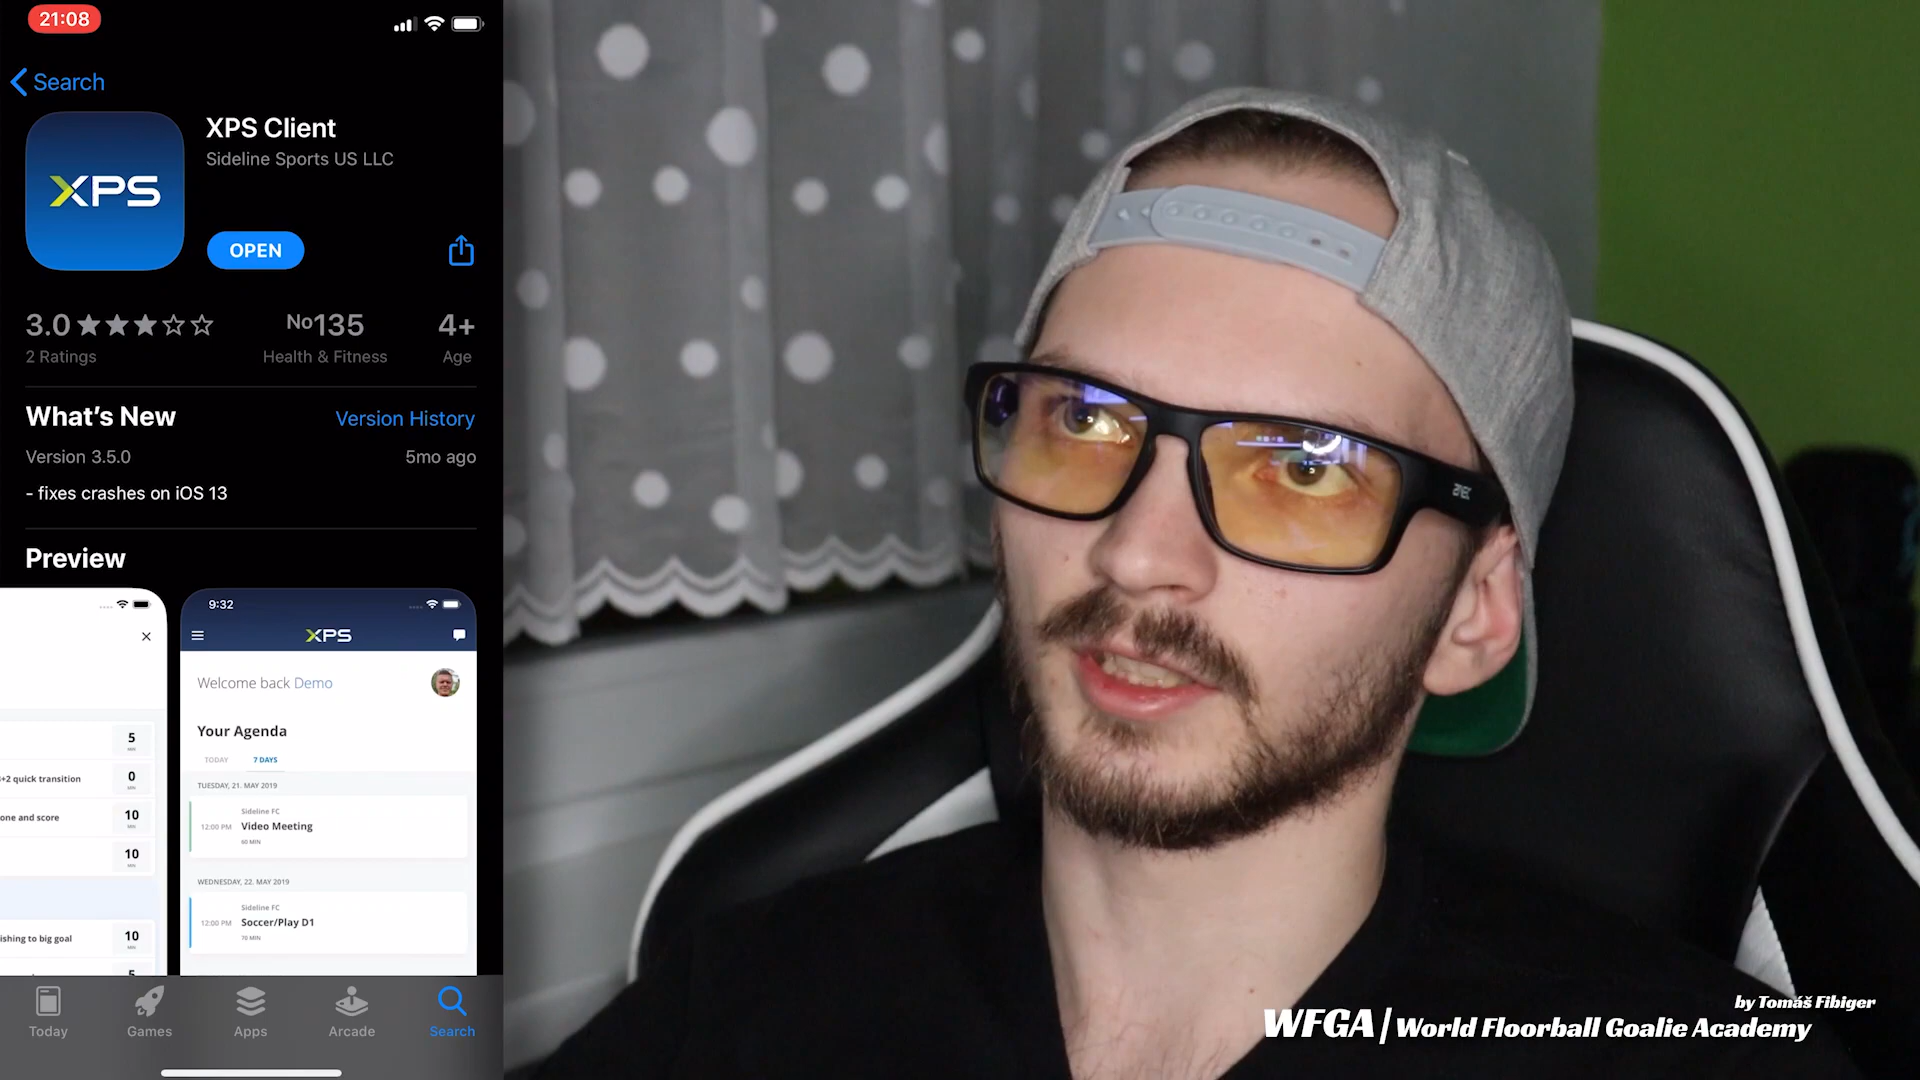 21:08
Search
XPS
XPS Client
Sideline Sports US LLC
OPEN
3.0
2 Ratings
No135
Health & Fitness
4+
Age
What's New
Version History
Version 3.5.0
5mo ago
- fixes crashes on iOS 13
Preview
5
+2 quick transition
0
one and score
10
10
ishing to big goal
10
5
9:32
XPS
Welcome back Demo
Your Agenda
TODAY
7 DAYS
TUESDAY, 21. MAY 2019
Sideline FC
12:00 PM Video Meeting
60 MIN
WEDNESDAY, 22. MAY 2019
Sideline FC
12:00 PM Soccer/Play D1
70 MIN
Today
Games
Apps
Arcade
Search
by Tomáš Fibiger
WFGA | World Floorball Goalie Academy